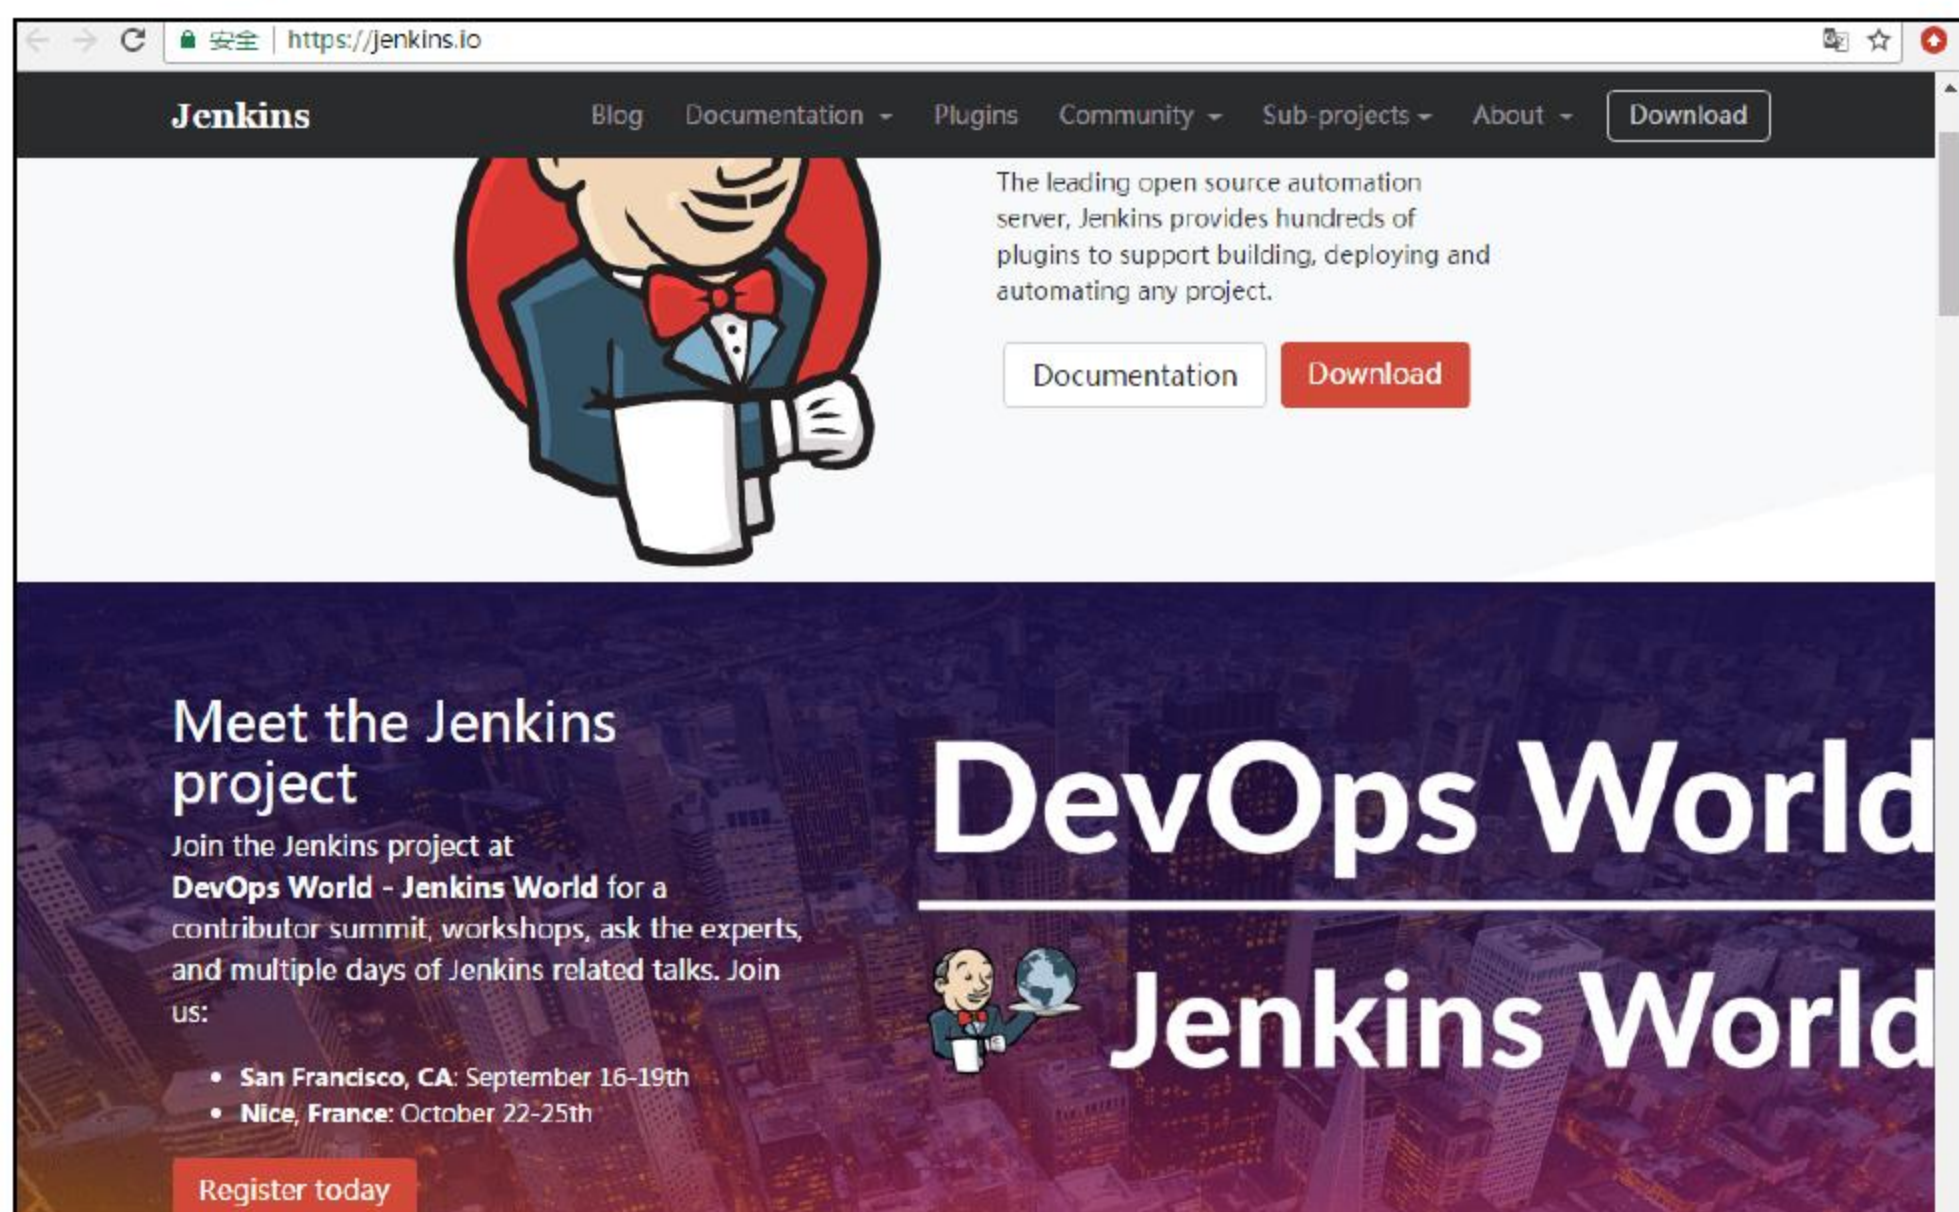 安全 | https://jenkins.io
Jenkins Blog Documentation Plugins Community Sub-projects About Download
The leading open source automation
server, Jenkins provides hundreds of
plugins to support building, deploying and
automating any project.
Documentation Download
Meet the Jenkins
project
Join the Jenkins project at
DevOps World - Jenkins World for a
contributor summit, workshops, ask the experts,
and multiple days of Jenkins related talks. Join
us:
• San Francisco, CA: September 16-19th
• Nice, France: October 22-25th
Register today
DevOps World
Jenkins World